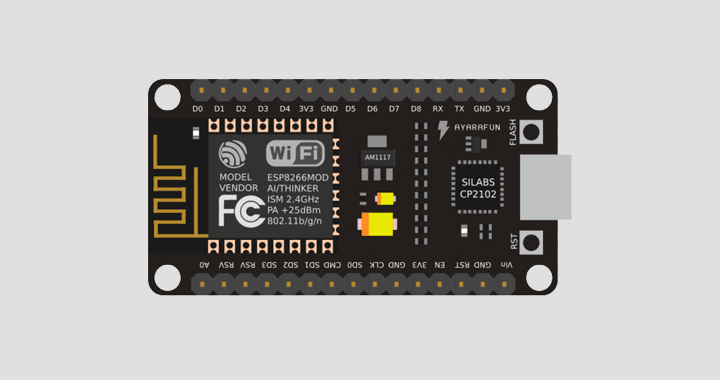 D0 D1 D2 D3 D4 3V3 GND D5 D6 D7 D8 RX TX GND 3V3
AYARAFUN
FLASH
WiFi
MODEL
VENDOR
ESP8266MOD
AI/THINKER
ISM 2.4GHz
PA +25dBm
802.11b/g/n
FCC
AM1117
SILABS
CP2102
RST
A0 RSV RSV SD3 SD2 SD1 CMD SD0 CLK GND 3V3 EN RST GND Vin